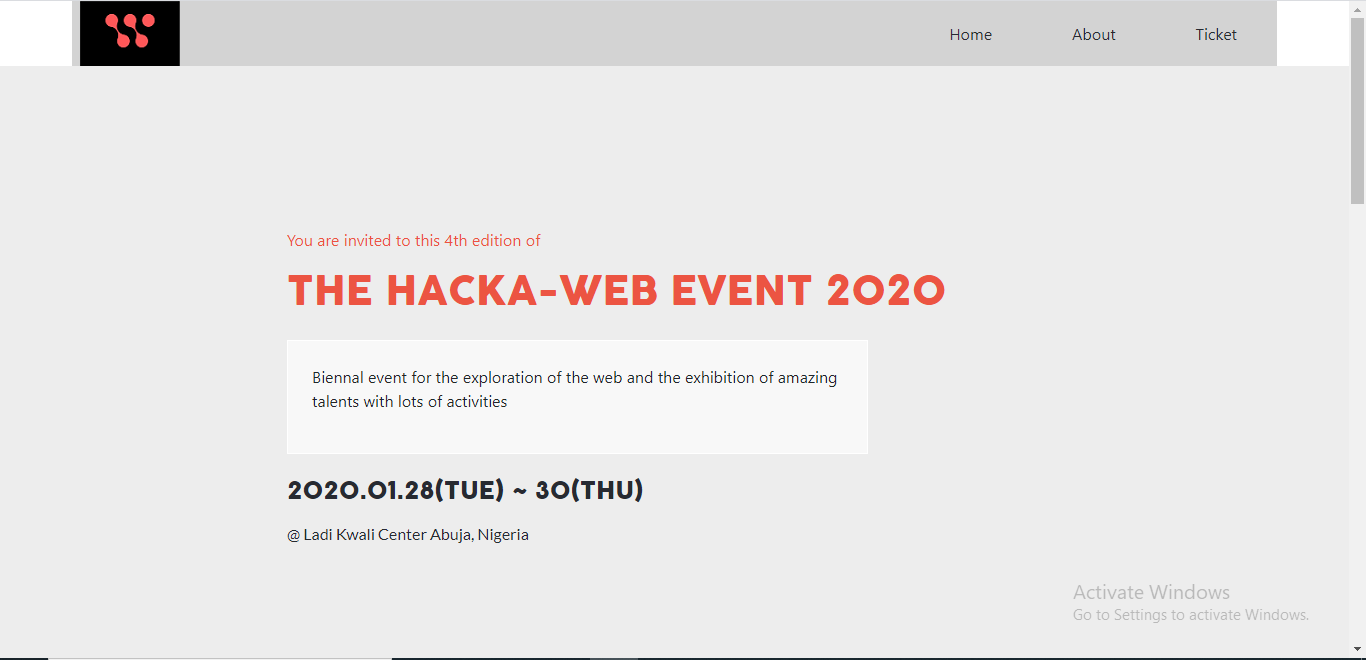 Home
About
Ticket
You are invited to this 4th edition of
THE HACKA-WEB EVENT 2020
Biennal event for the exploration of the web and the exhibition of amazing
talents with lots of activities
2020.01.28(TUE) ~ 30(THU)
@ Ladi Kwali Center Abuja, Nigeria
Activate Windows
Go to Settings to activate Windows.